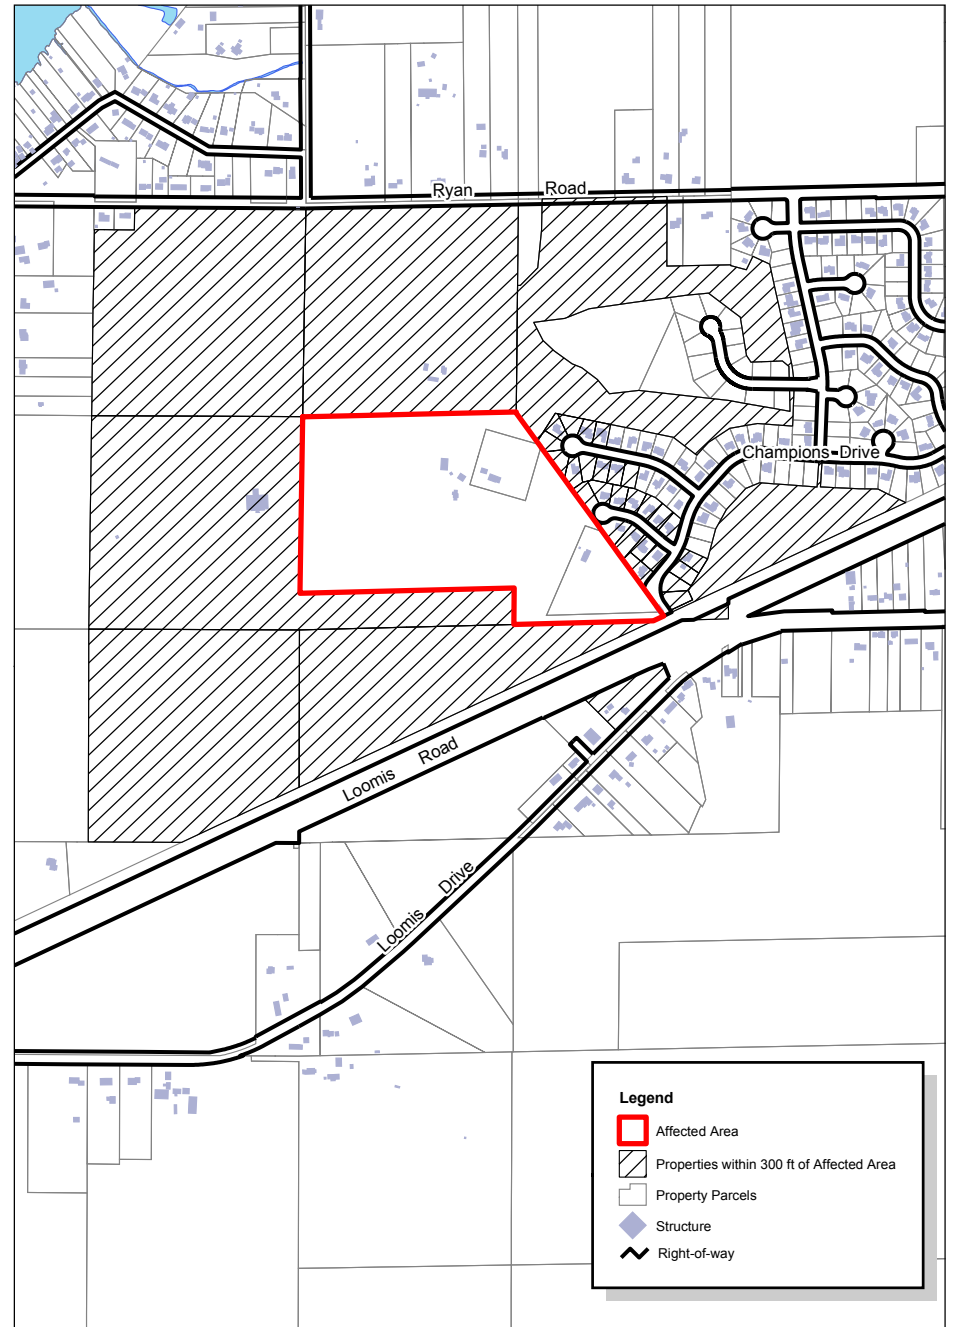 Ryan Road
Champions Drive
Loomis Road
Loomis Drive
Legend
Affected Area
Properties within 300 ft of Affected Area
Property Parcels
Structure
Right-of-way